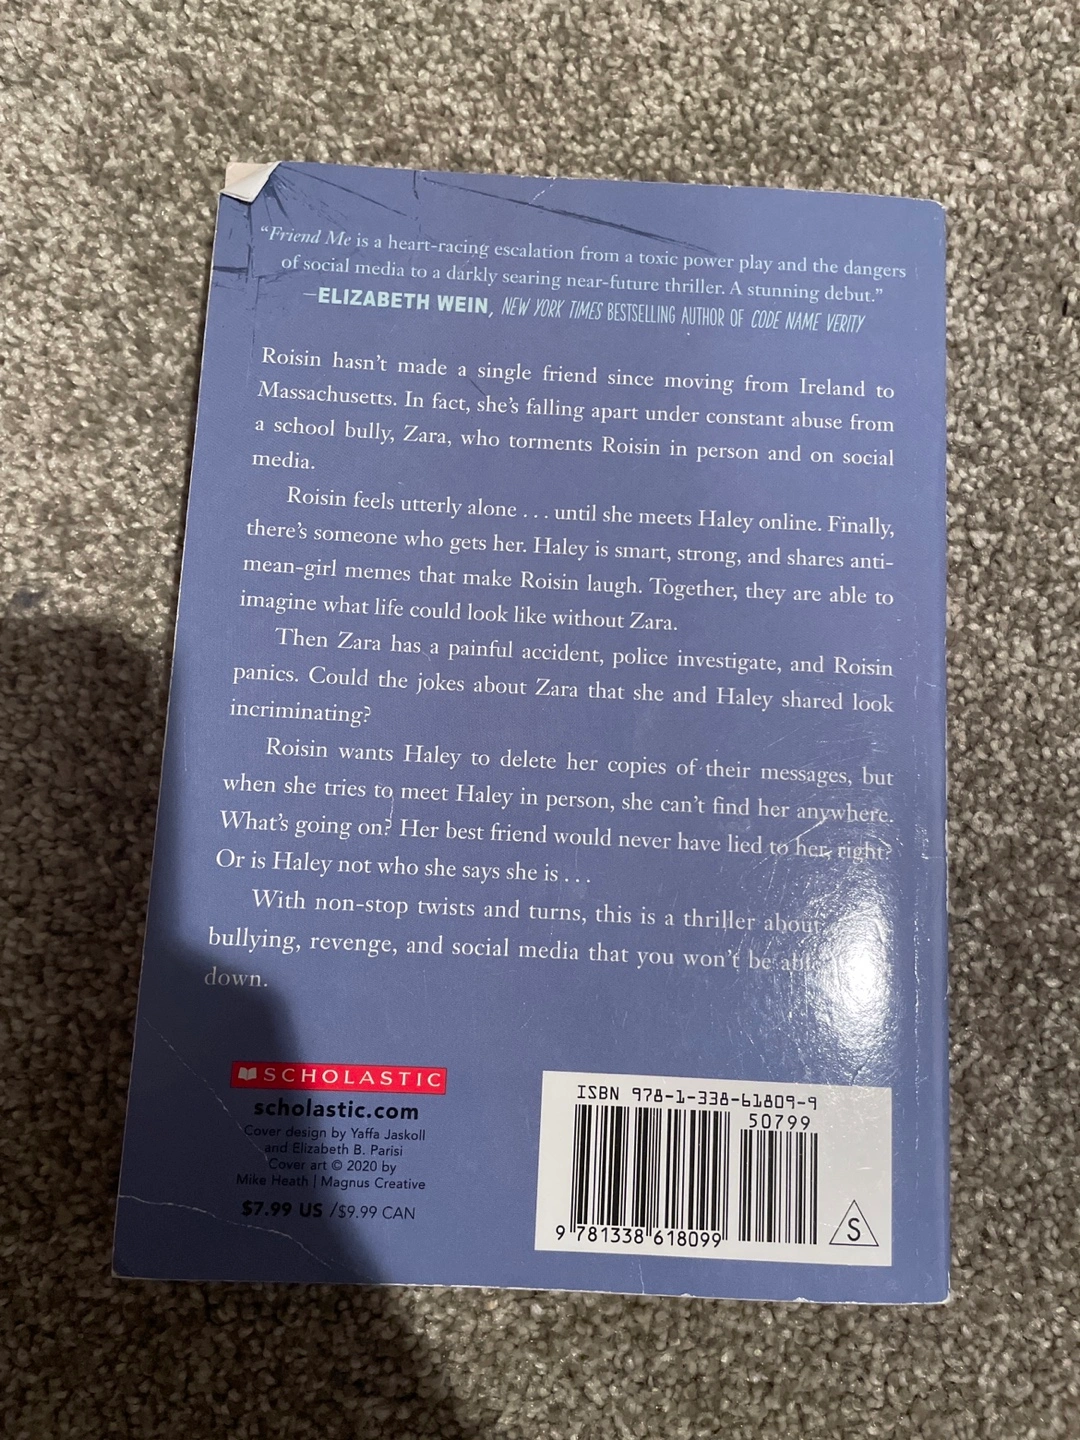 "Friend Me is a heart-racing escalation from a toxic power play and the dangers
of social media to a darkly searing near-future thriller. A stunning debut."
—ELIZABETH WEIN, NEW YORK TIMES BESTSELLING AUTHOR OF CODE NAME VERITY
Roisin hasn't made a single friend since moving from Ireland to
Massachusetts. In fact, she's falling apart under constant abuse from
a school bully, Zara, who torments Roisin in person and on social
media.
Roisin feels utterly alone . . . until she meets Haley online. Finally,
there's someone who gets her. Haley is smart, strong, and shares anti-
mean-girl memes that make Roisin laugh. Together, they are able to
imagine what life could look like without Zara.
Then Zara has a painful accident, police investigate, and Roisin
panics. Could the jokes about Zara that she and Haley shared look
incriminating?
Roisin wants Haley to delete her copies of their messages, but
when she tries to meet Haley in person, she can't find her anywhere.
What's going on? Her best friend would never have lied to her, right?
Or is Haley not who she says she is . . .
With non-stop twists and turns, this is a thriller about
bullying, revenge, and social media that you won't be able
down.
SCHOLASTIC
scholastic.com
Cover design by Yaffa Jaskoll
and Elizabeth B. Parisi
Cover art © 2020 by
Mike Heath | Magnus Creative
$7.99 US /$9.99 CAN
ISBN 978-1-338-61809-9
50799
9 781338 618099
S